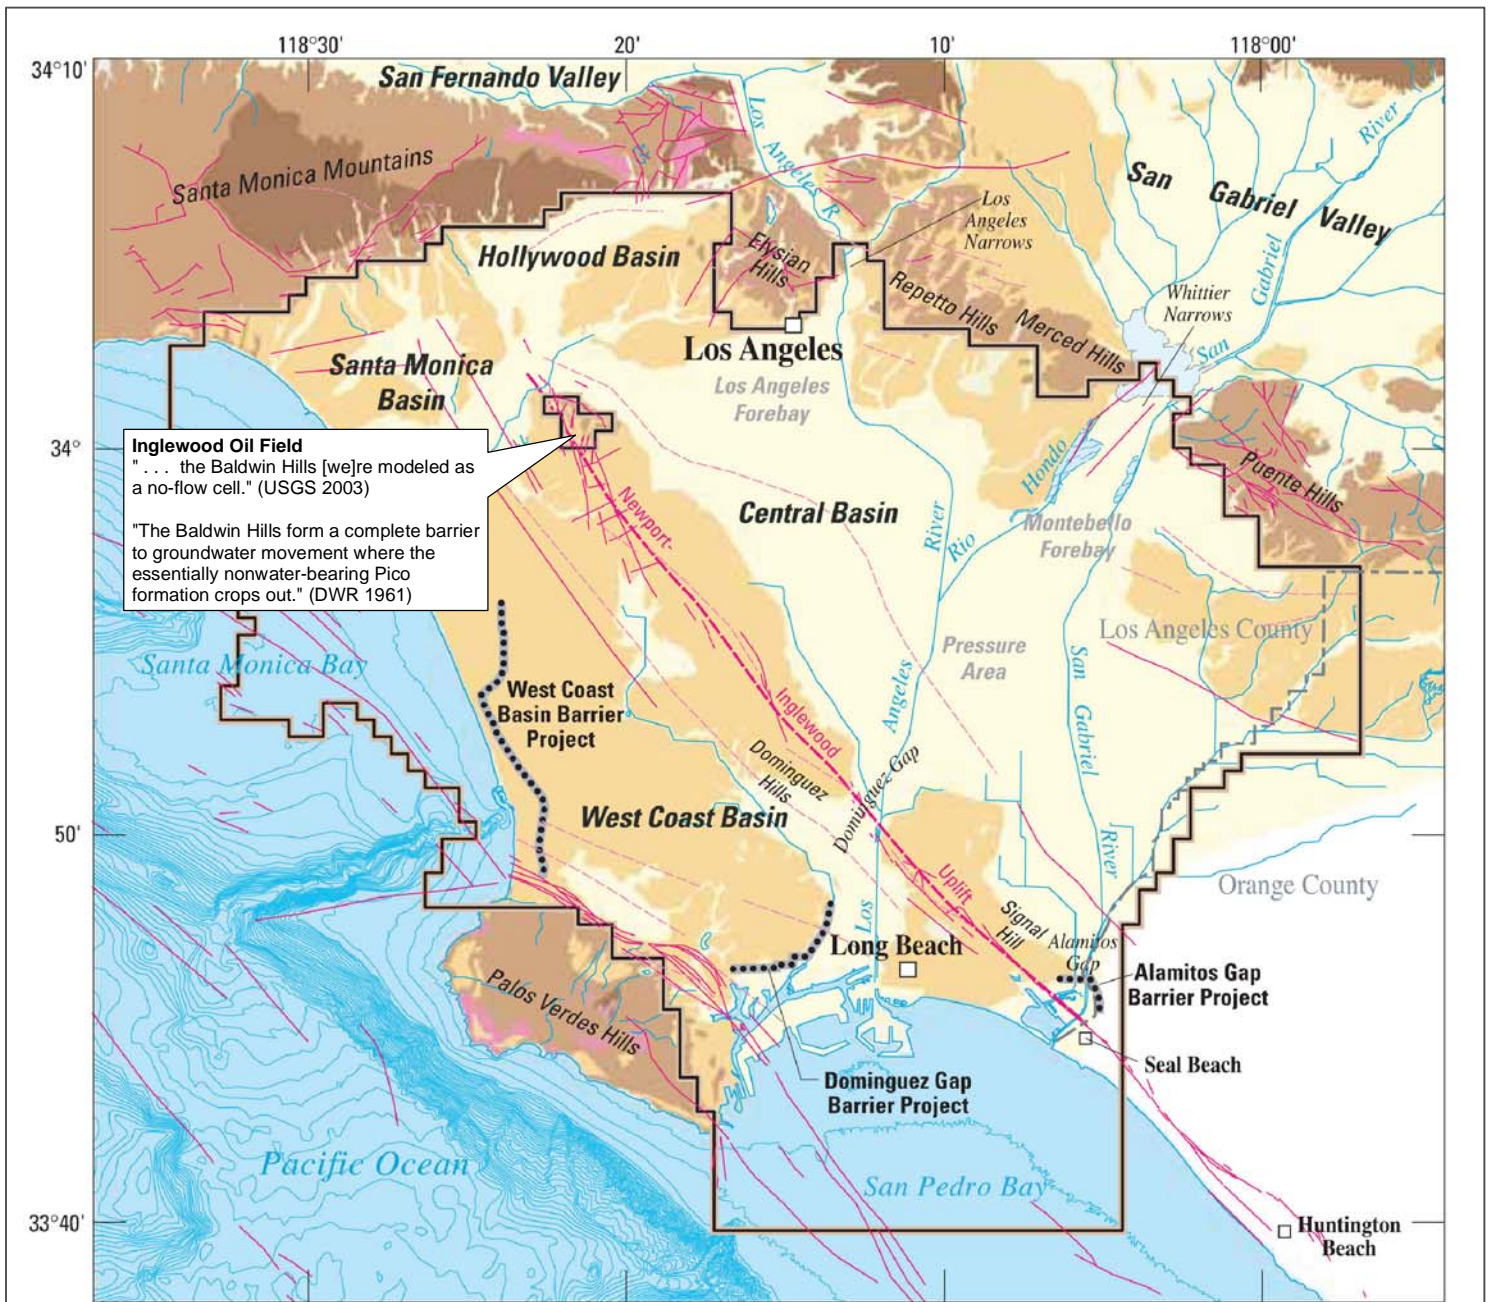 118°30'
20'
10'
118°00'
34°10'
San Fernando Valley
Los Angeles R
River
Santa Monica Mountains
San Gabriel Valley
Los
Angeles
Narrows
Hollywood Basin
Elysian
Hills
Gabriel
Repetto Hills
Whittier
Narrows
Merced Hills
San
Los Angeles
Santa Monica
Basin
Los Angeles
Forebay
34°
Inglewood Oil Field
" . . . the Baldwin Hills [we]re modeled as
a no-flow cell." (USGS 2003)
"The Baldwin Hills form a complete barrier
to groundwater movement where the
essentially nonwater-bearing Pico
formation crops out." (DWR 1961)
Hondo
Puente Hills
Newport-
Central Basin
River
Rio
Montebello
Forebay
Los Angeles County
Santa Monica Bay
Pressure
Area
San
West Coast
Basin Barrier
Project
Inglewood
Angeles
Gabriel
Dominguez
Hills
Dominguez Gap
50'
West Coast Basin
River
Uplift
Orange County
Los
Signal
Hill
Long Beach
Alamitos
Gap
Alamitos Gap
Barrier Project
Palos Verdes Hills
Seal Beach
Dominguez Gap
Barrier Project
Pacific Ocean
San Pedro Bay
33°40'
Huntington
Beach